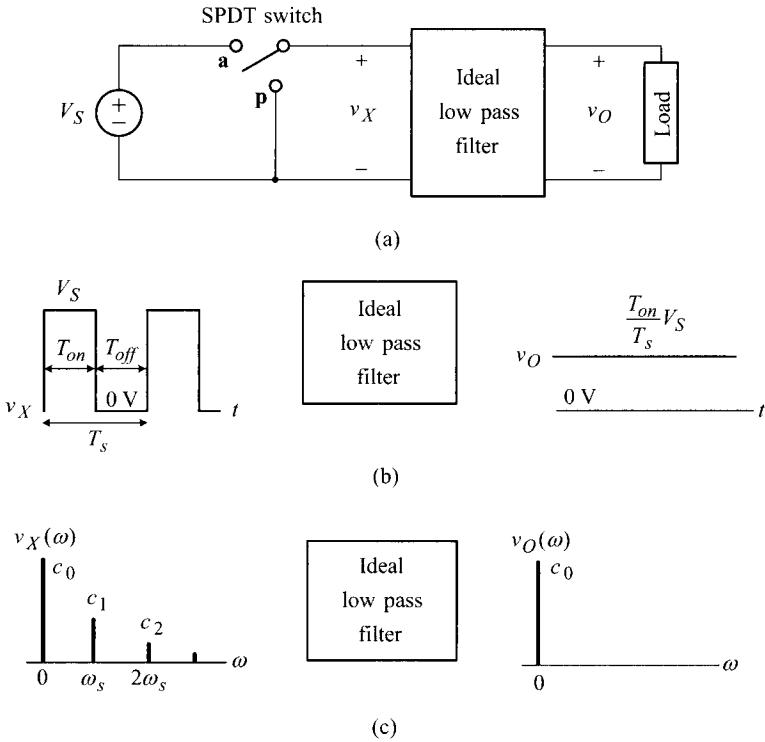 SPDT switch
a
p
V_S
+
−
+
v_X
−
Ideal
low pass
filter
+
v_O
−
Load
(a)
V_S
T_on
T_off
0 V
v_X
t
T_s
Ideal
low pass
filter
T_on
T_s
V_S
v_O
0 V
t
(b)
v_X(ω)
c_0
c_1
c_2
0
ω_s
2ω_s
ω
Ideal
low pass
filter
v_O(ω)
c_0
0
ω
(c)